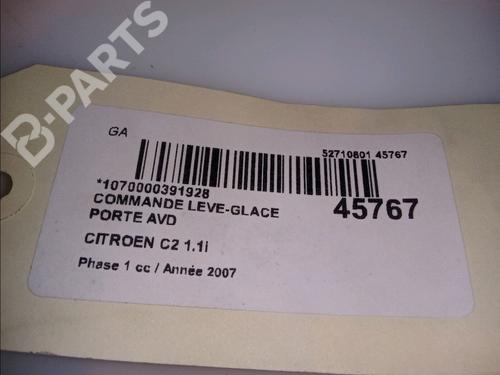 B-PARTS
GA
52710801 45767
*1070000391928
COMMANDE LEVE-GLACE
PORTE AVD
45767
CITROEN C2 1.1i
Phase 1 cc / Année 2007